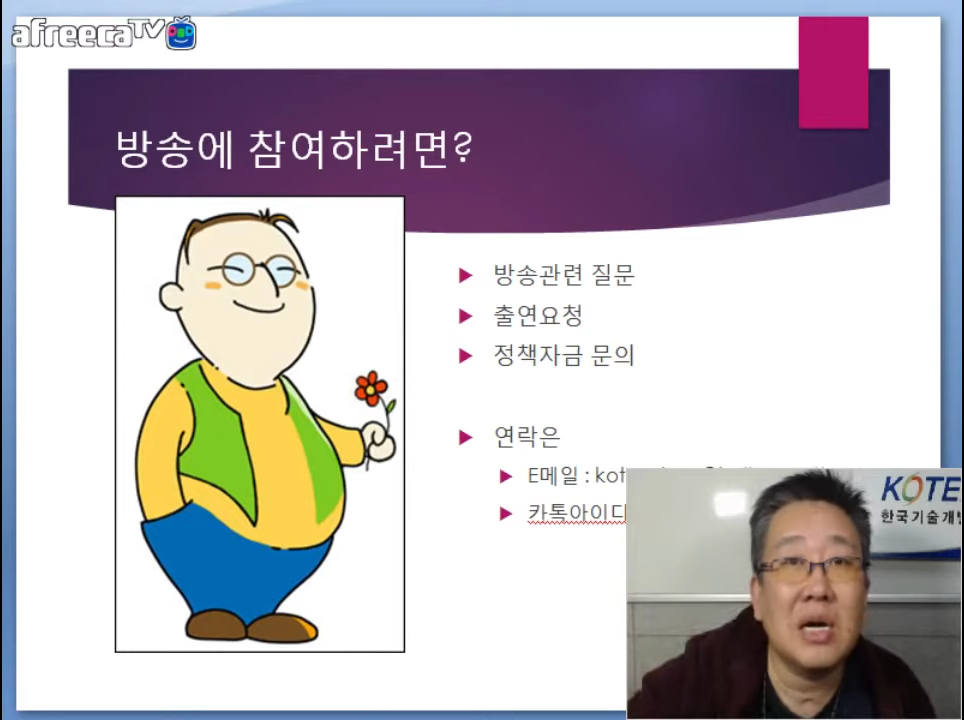 afreecaTV
방송에 참여하려면?
방송관련 질문
출연요청
정책자금 문의
연락은
E메일 : kot
카톡아이디
KOTE
한국기술개발